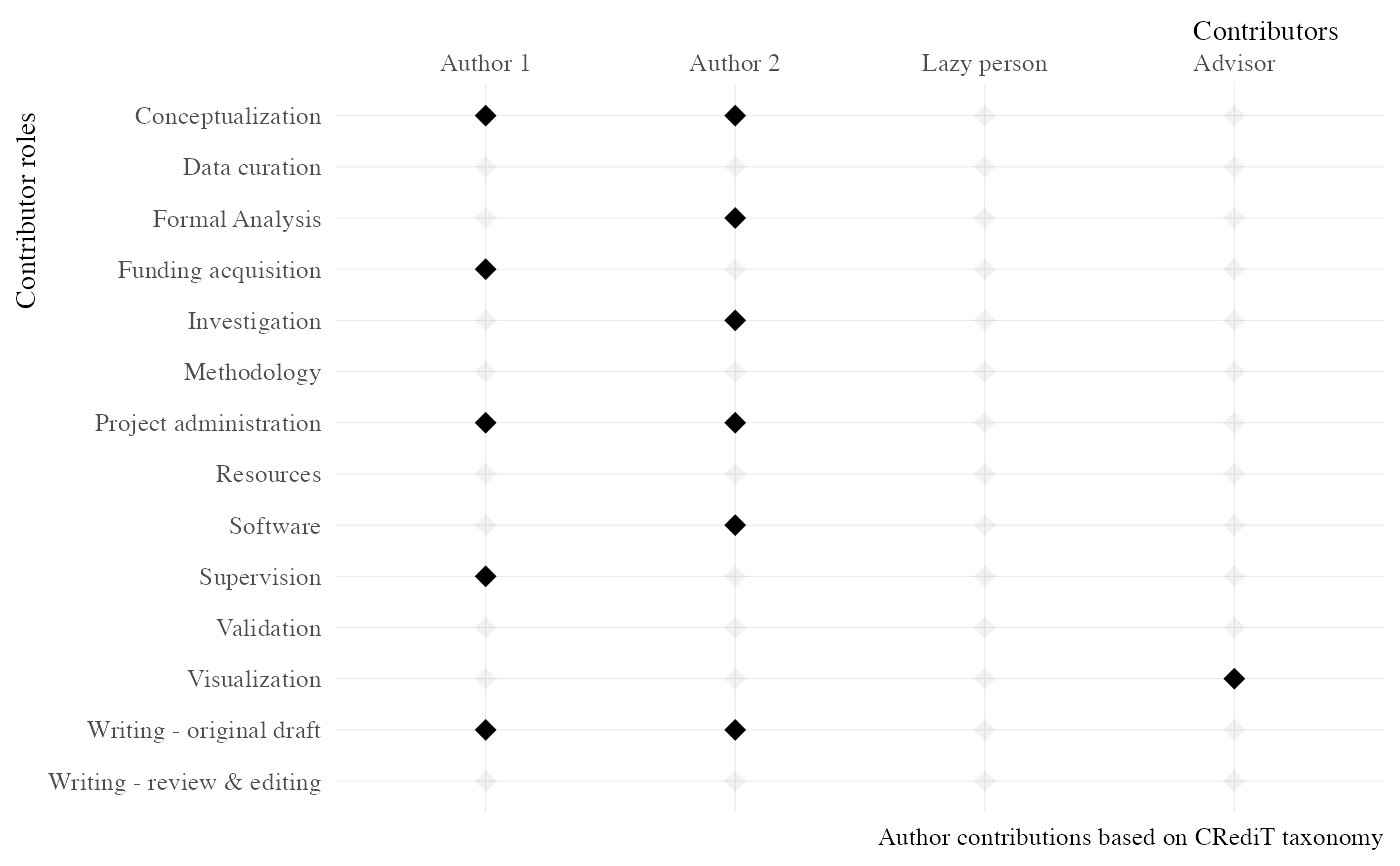 Contributors
Author 1
Author 2
Lazy person
Advisor
Contributor roles
Conceptualization
Data curation
Formal Analysis
Funding acquisition
Investigation
Methodology
Project administration
Resources
Software
Supervision
Validation
Visualization
Writing - original draft
Writing - review & editing
Author contributions based on CRediT taxonomy